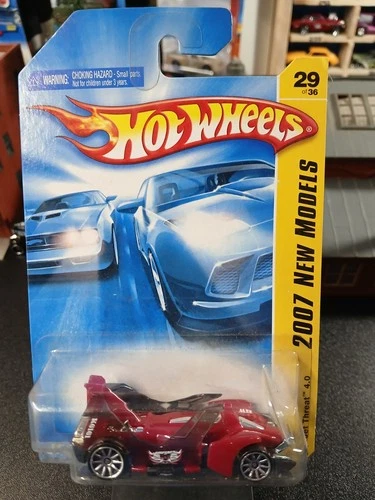 WARNING: CHOKING HAZARD - Small parts.
Not for children under 3 years.
29
of 36
HOT WHEELS®
2007 NEW MODELS
Threat™ 4.0